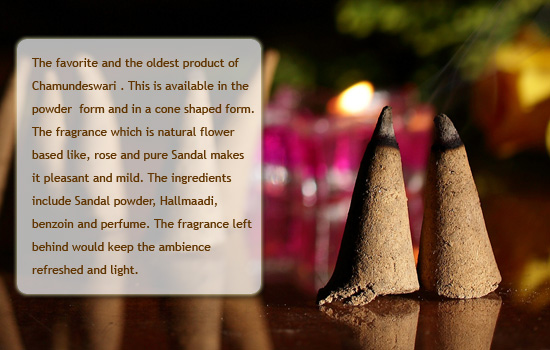 The favorite and the oldest product of
Chamundeswari . This is available in the
powder  form and in a cone shaped form.
The fragrance which is natural flower
based like, rose and pure Sandal makes
it pleasant and mild. The ingredients
include Sandal powder, Hallmaadi,
benzoin and perfume. The fragrance left
behind would keep the ambience
refreshed and light.